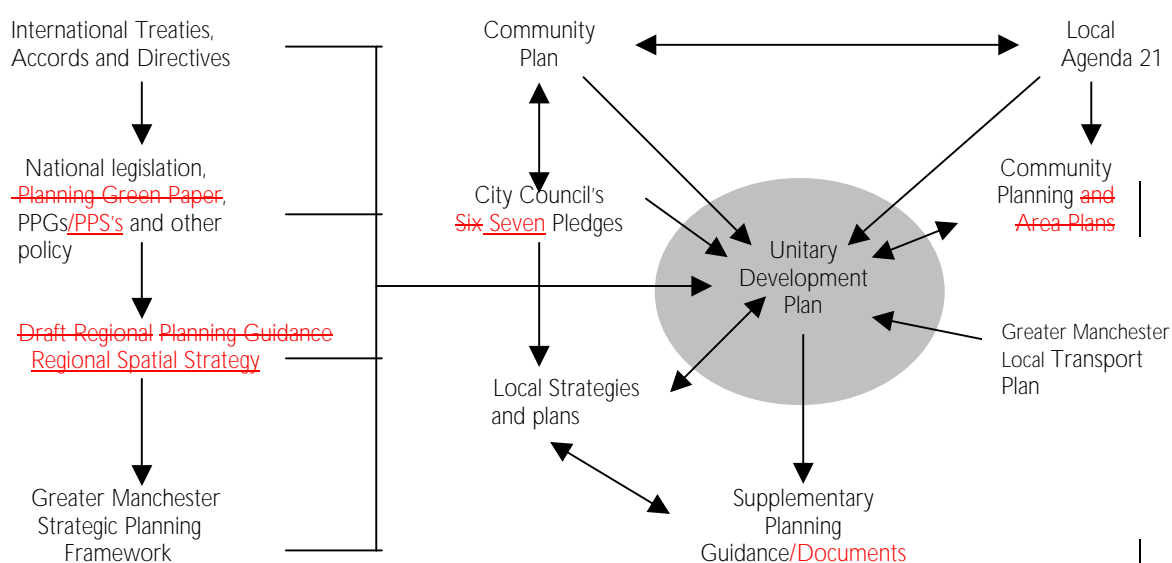 International Treaties,
Accords and Directives
National legislation,
Planning Green Paper,
PPGs/PPS's and other
policy
Draft Regional Planning Guidance
Regional Spatial Strategy
Greater Manchester
Strategic Planning
Framework
Community
Plan
City Council's
Six Seven Pledges
Local Strategies
and plans
Unitary
Development
Plan
Supplementary
Planning
Guidance/Documents
Local
Agenda 21
Community
Planning and
Area Plans
Greater Manchester
Local Transport
Plan